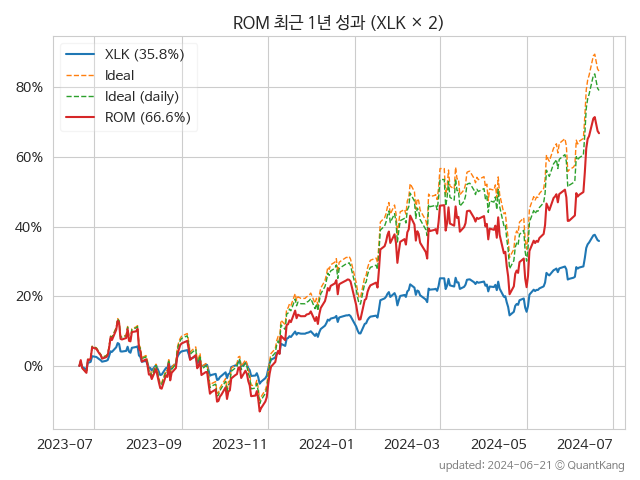 ROM 최근 1년 성과 (XLK × 2)
XLK (35.8%)
Ideal
Ideal (daily)
ROM (66.6%)
80%
60%
40%
20%
0%
2023-07 2023-09 2023-11 2024-01 2024-03 2024-05 2024-07
updated: 2024-06-21 © QuantKang